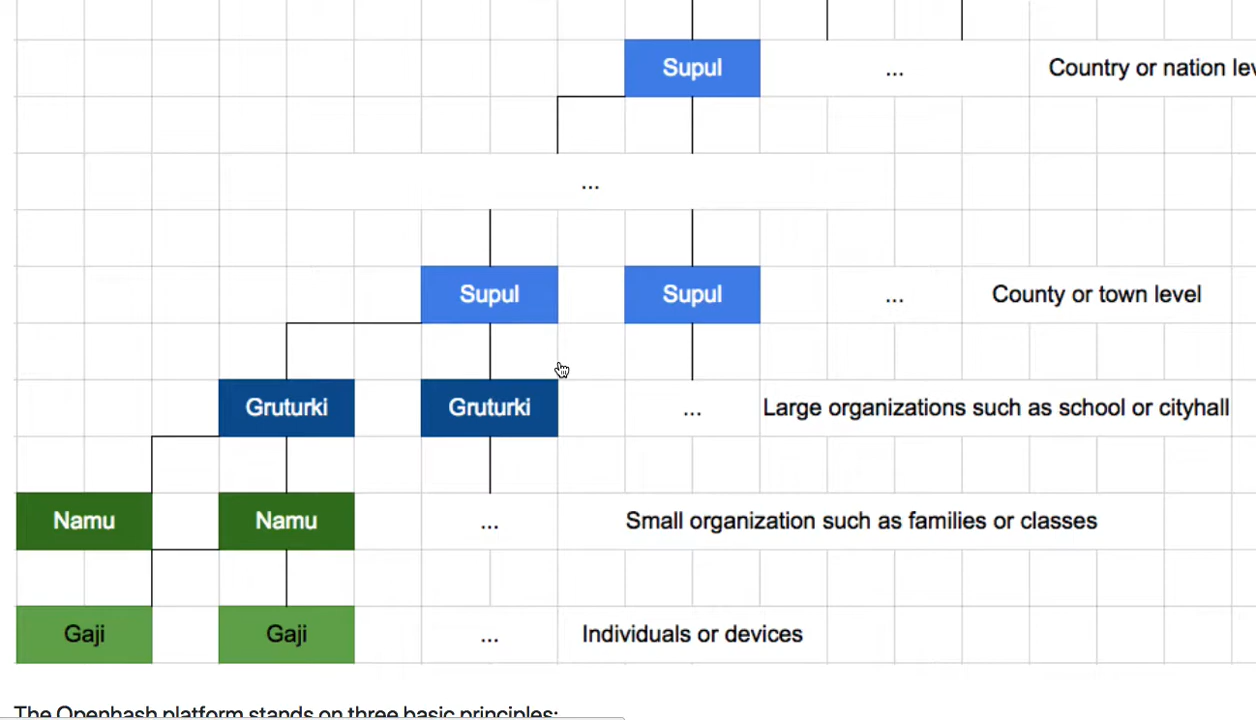 Supul ... Country or nation lev
...
Supul Supul ... County or town level
Gruturki Gruturki ... Large organizations such as school or cityhall
Namu Namu ... Small organization such as families or classes
Gaji Gaji ... Individuals or devices
The Openhash platform stands on three basic principles: